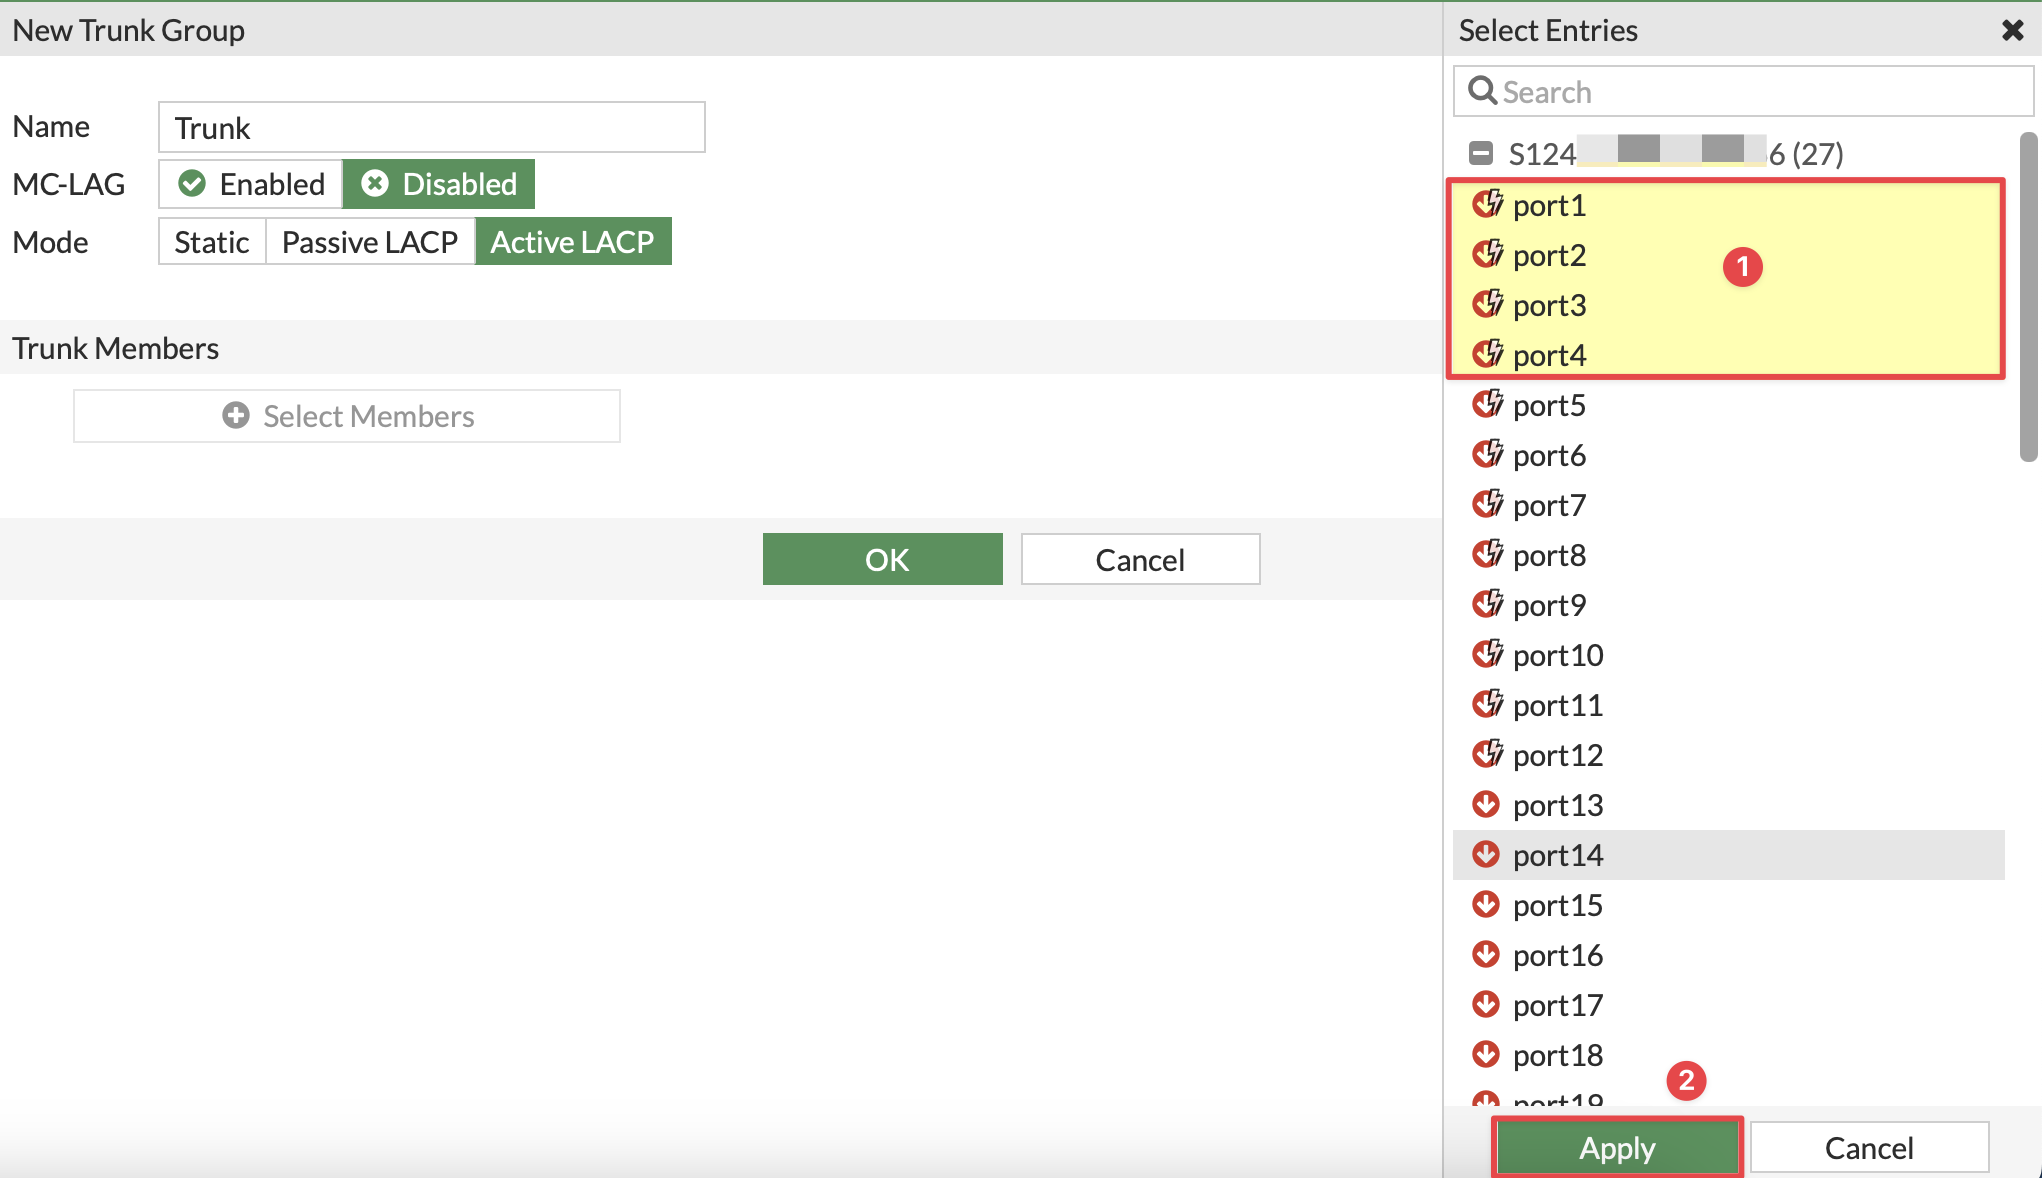 New Trunk Group
Name
Trunk
MC-LAG
Enabled
Disabled
Mode
Static
Passive LACP
Active LACP
Trunk Members
Select Members
OK
Cancel
Select Entries
Search
S124 6 (27)
port1
port2
1
port3
port4
port5
port6
port7
port8
port9
port10
port11
port12
port13
port14
port15
port16
port17
port18
2
port19
Apply
Cancel